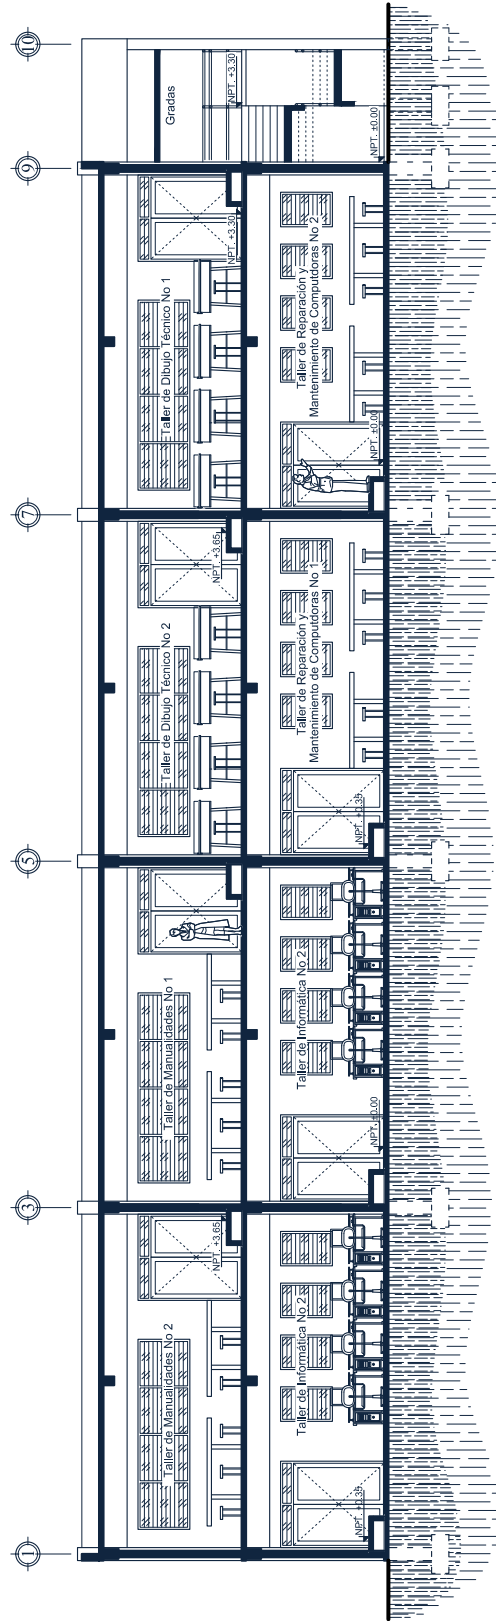 1
3
5
7
9
10
Taller de Manualidades No 2
NPT. +3.65
Taller de Manualidades No 1
Taller de Dibujo Técnico No 2
NPT. +3.65
Taller de Dibujo Técnico No 1
NPT. +3.30
Gradas
NPT. +3.30
NPT. +0.35
Taller de Informática No 2
NPT. ±0.00
Taller de Informática No 2
NPT. +0.35
Taller de Reparación y
Mantenimiento de Computdoras No 1
NPT. ±0.00
Taller de Reparación y
Mantenimiento de Computdoras No 2
NPT. ±0.00